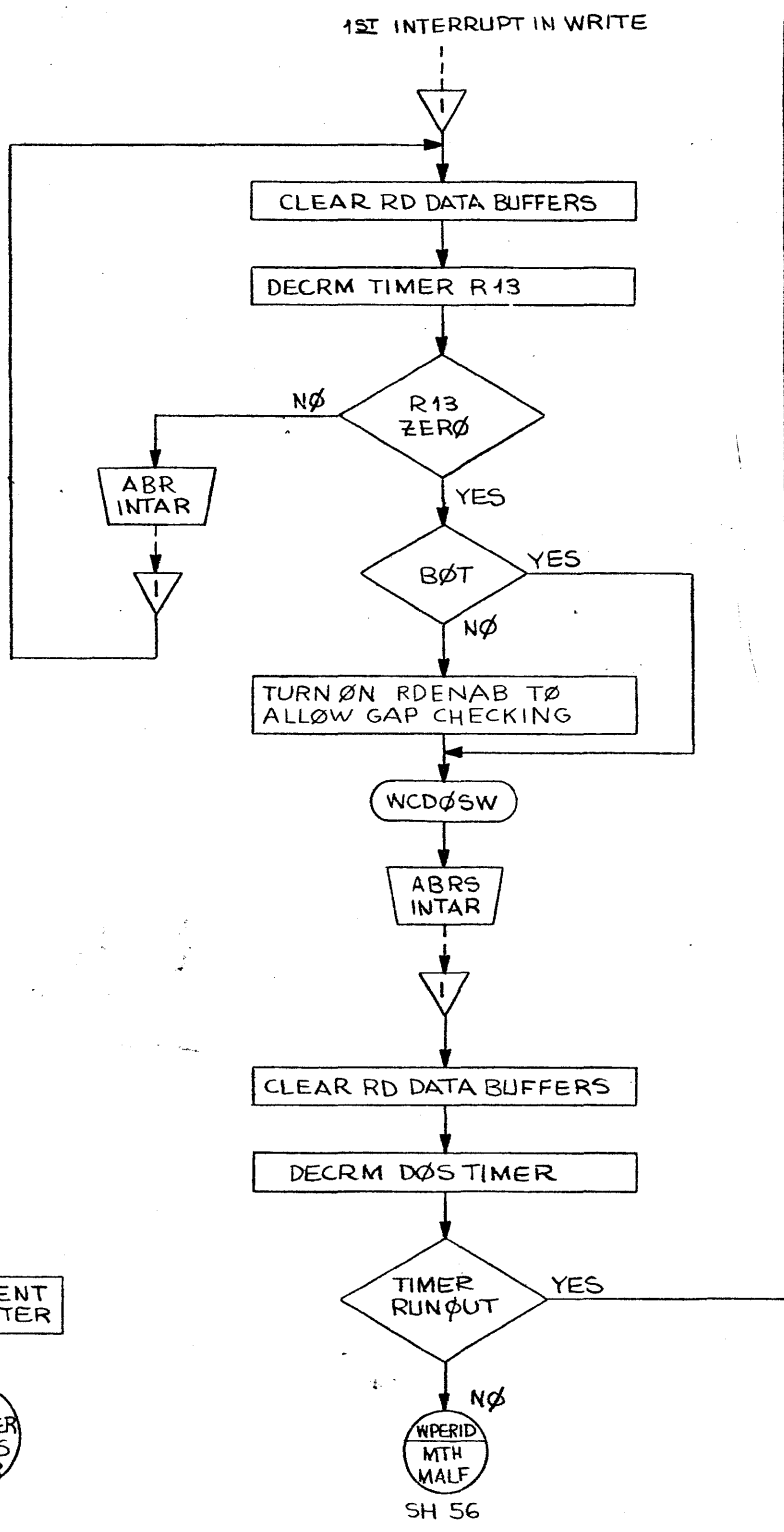 1ST INTERRUPT IN WRITE
I
CLEAR RD DATA BUFFERS
DECRM TIMER R13
R13
ZERØ
NØ
YES
ABR
INTAR
I
BØT
YES
NØ
TURN ØN RDENAB TØ
ALLØW GAP CHECKING
WCDØSW
ABRS
INTAR
I
CLEAR RD DATA BUFFERS
DECRM DØS TIMER
TIMER
RUNØUT
YES
NØ
ENT
TER
ER
S
WPERID
MTH
MALF
SH 56